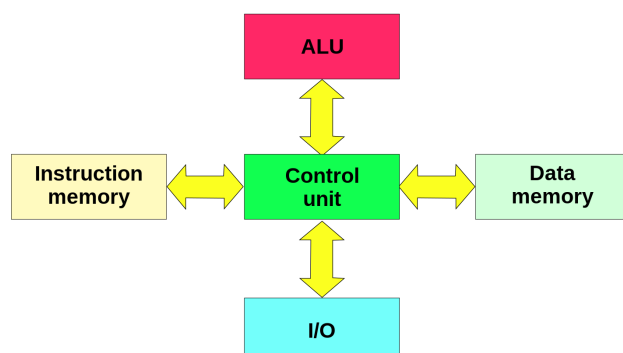 ALU
Instruction
memory
Control
unit
Data
memory
I/O